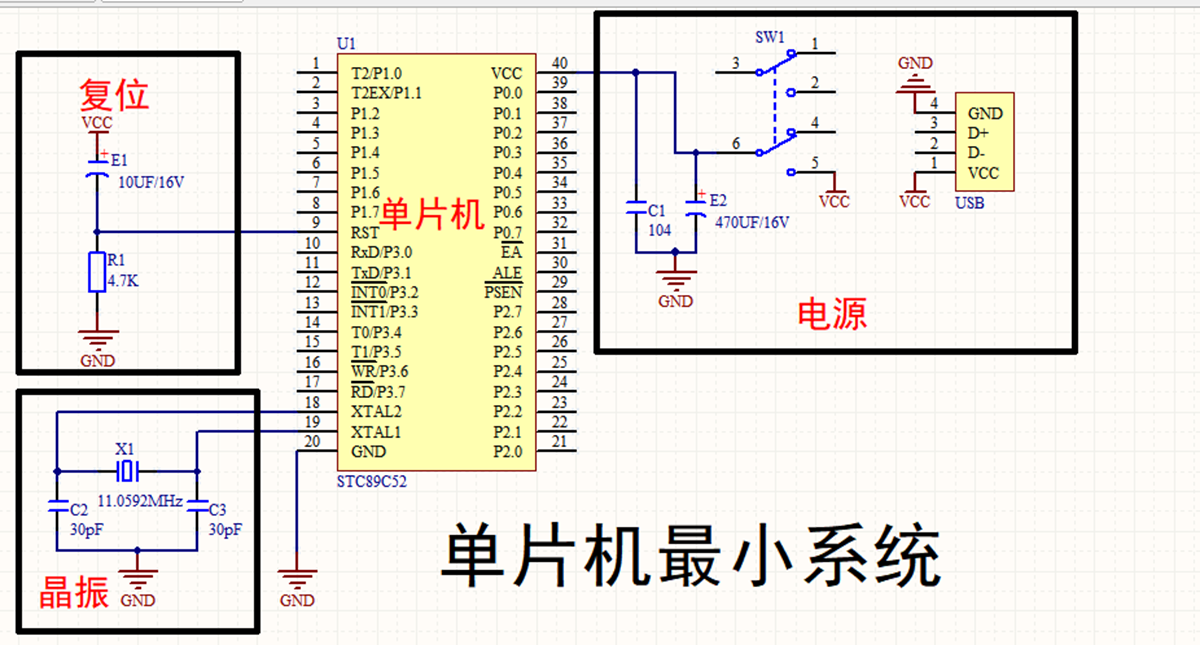 复位
VCC
+
E1
10UF/16V
R1
4.7K
GND
U1
1 T2/P1.0 VCC 40
2 T2EX/P1.1 P0.0 39
3 P1.2 P0.1 38
4 P1.3 P0.2 37
5 P1.4 P0.3 36
6 P1.5 P0.4 35
7 P1.6 P0.5 34
8 P1.7 P0.6 33
9 RST P0.7 32
10 RxD/P3.0 EA 31
11 TxD/P3.1 ALE 30
12 INT0/P3.2 PSEN 29
13 INT1/P3.3 P2.7 28
14 T0/P3.4 P2.6 27
15 T1/P3.5 P2.5 26
16 WR/P3.6 P2.4 25
17 RD/P3.7 P2.3 24
18 XTAL2 P2.2 23
19 XTAL1 P2.1 22
20 GND P2.0 21
单片机
STC89C52
GND
SW1
3
1
2
6
4
5
VCC
C1
104
+
E2
470UF/16V
GND
GND
4 GND
3 D+
2 D-
1 VCC
VCC
USB
电源
X1
11.0592MHz
C2
30pF
C3
30pF
晶振
GND
单片机最小系统